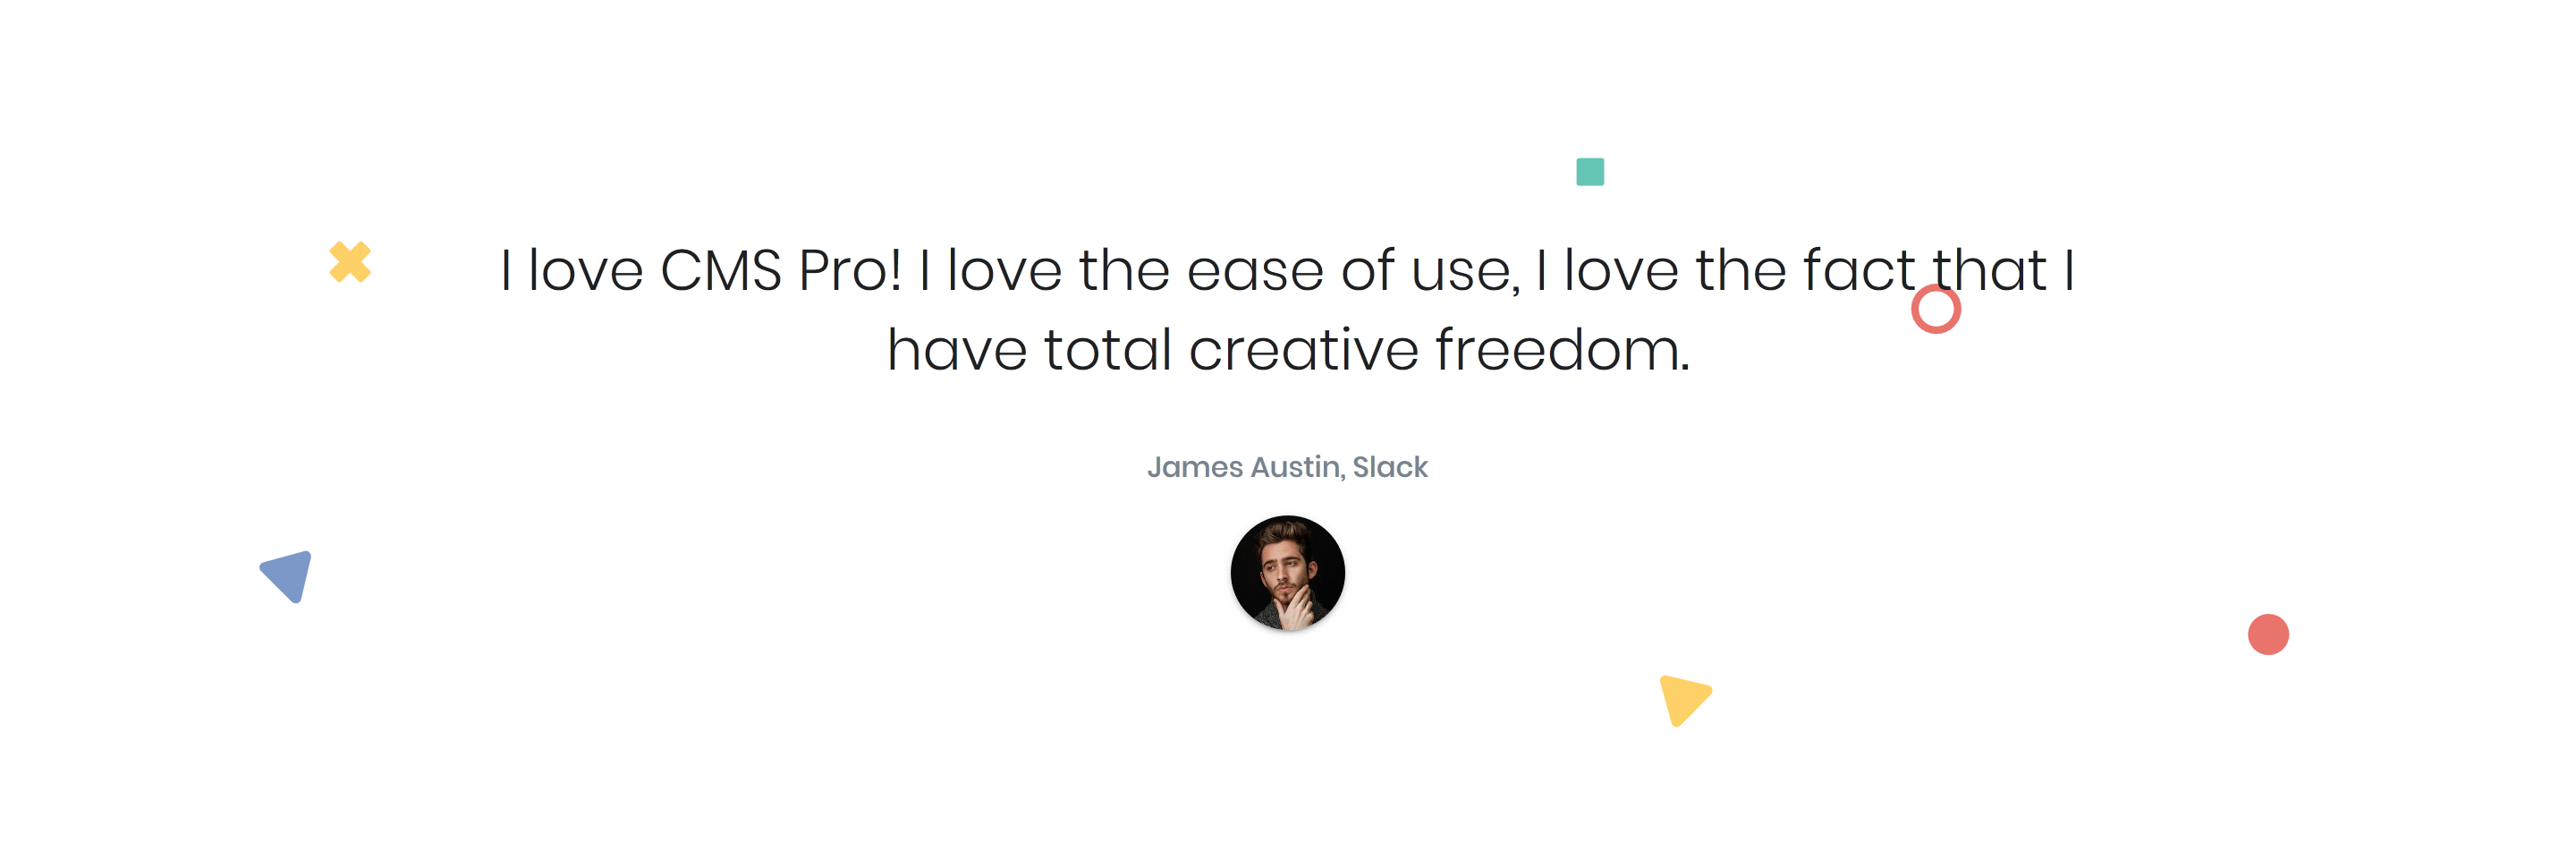 I love CMS Pro! I love the ease of use, I love the fact that I
have total creative freedom.
James Austin, Slack